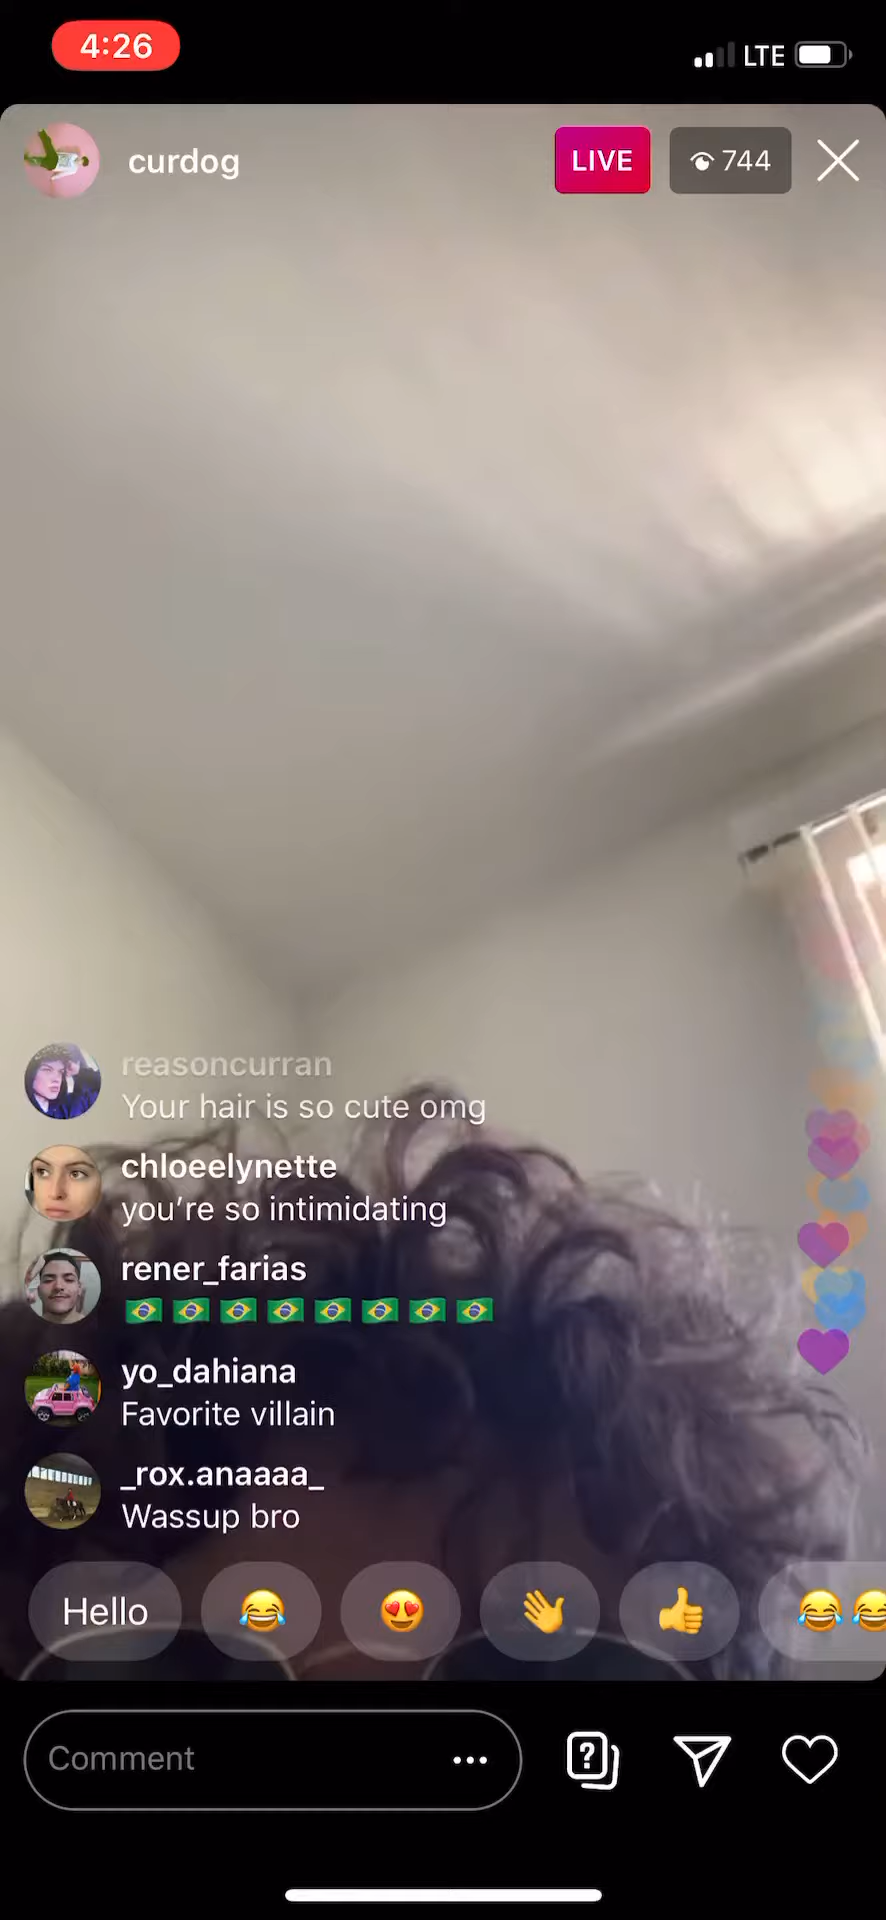 4:26
LTE
curdog
LIVE
744
reasoncurran
Your hair is so cute omg
chloeelynette
you’re so intimidating
rener_farias
🇧🇷🇧🇷🇧🇷🇧🇷🇧🇷🇧🇷🇧🇷🇧🇷
yo_dahiana
Favorite villain
_rox.anaaaa_
Wassup bro
Hello 😂 😍 👋 👍 😂😂
Comment